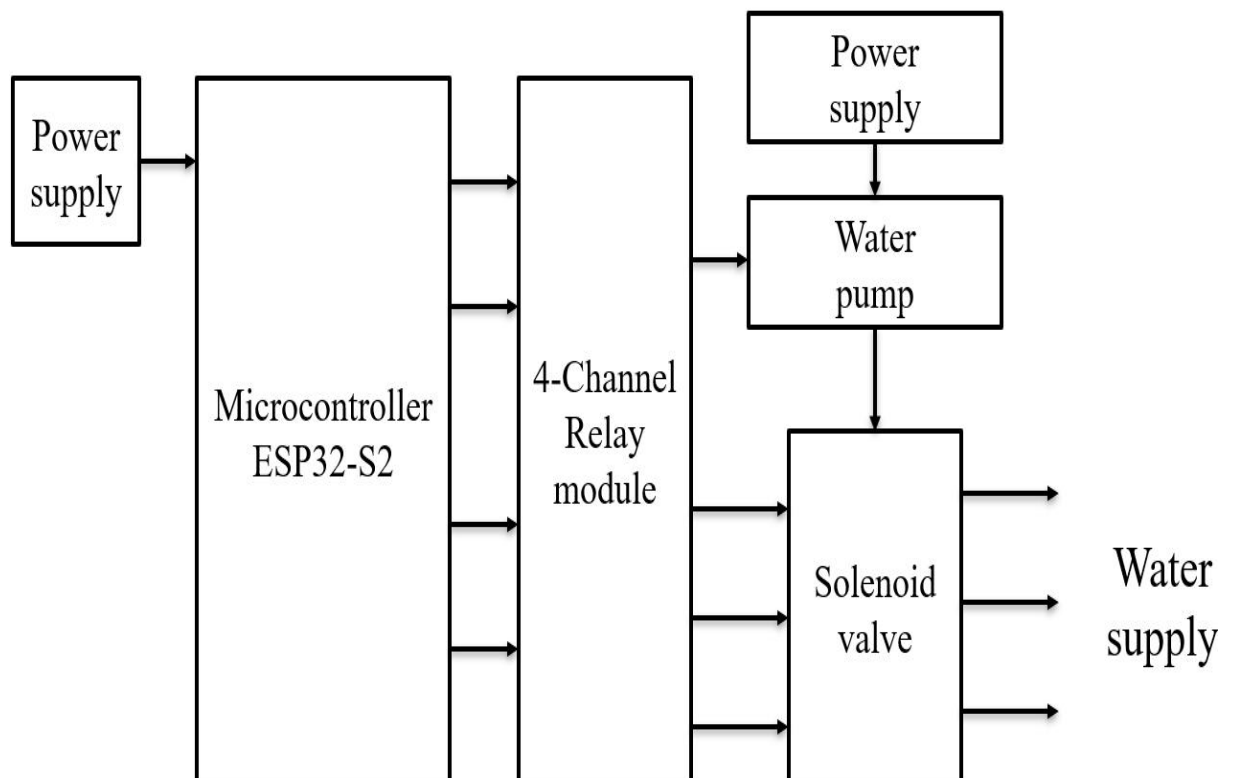 Power
supply
Microcontroller
ESP32-S2
4-Channel
Relay
module
Power
supply
Water
pump
Solenoid
valve
Water
supply